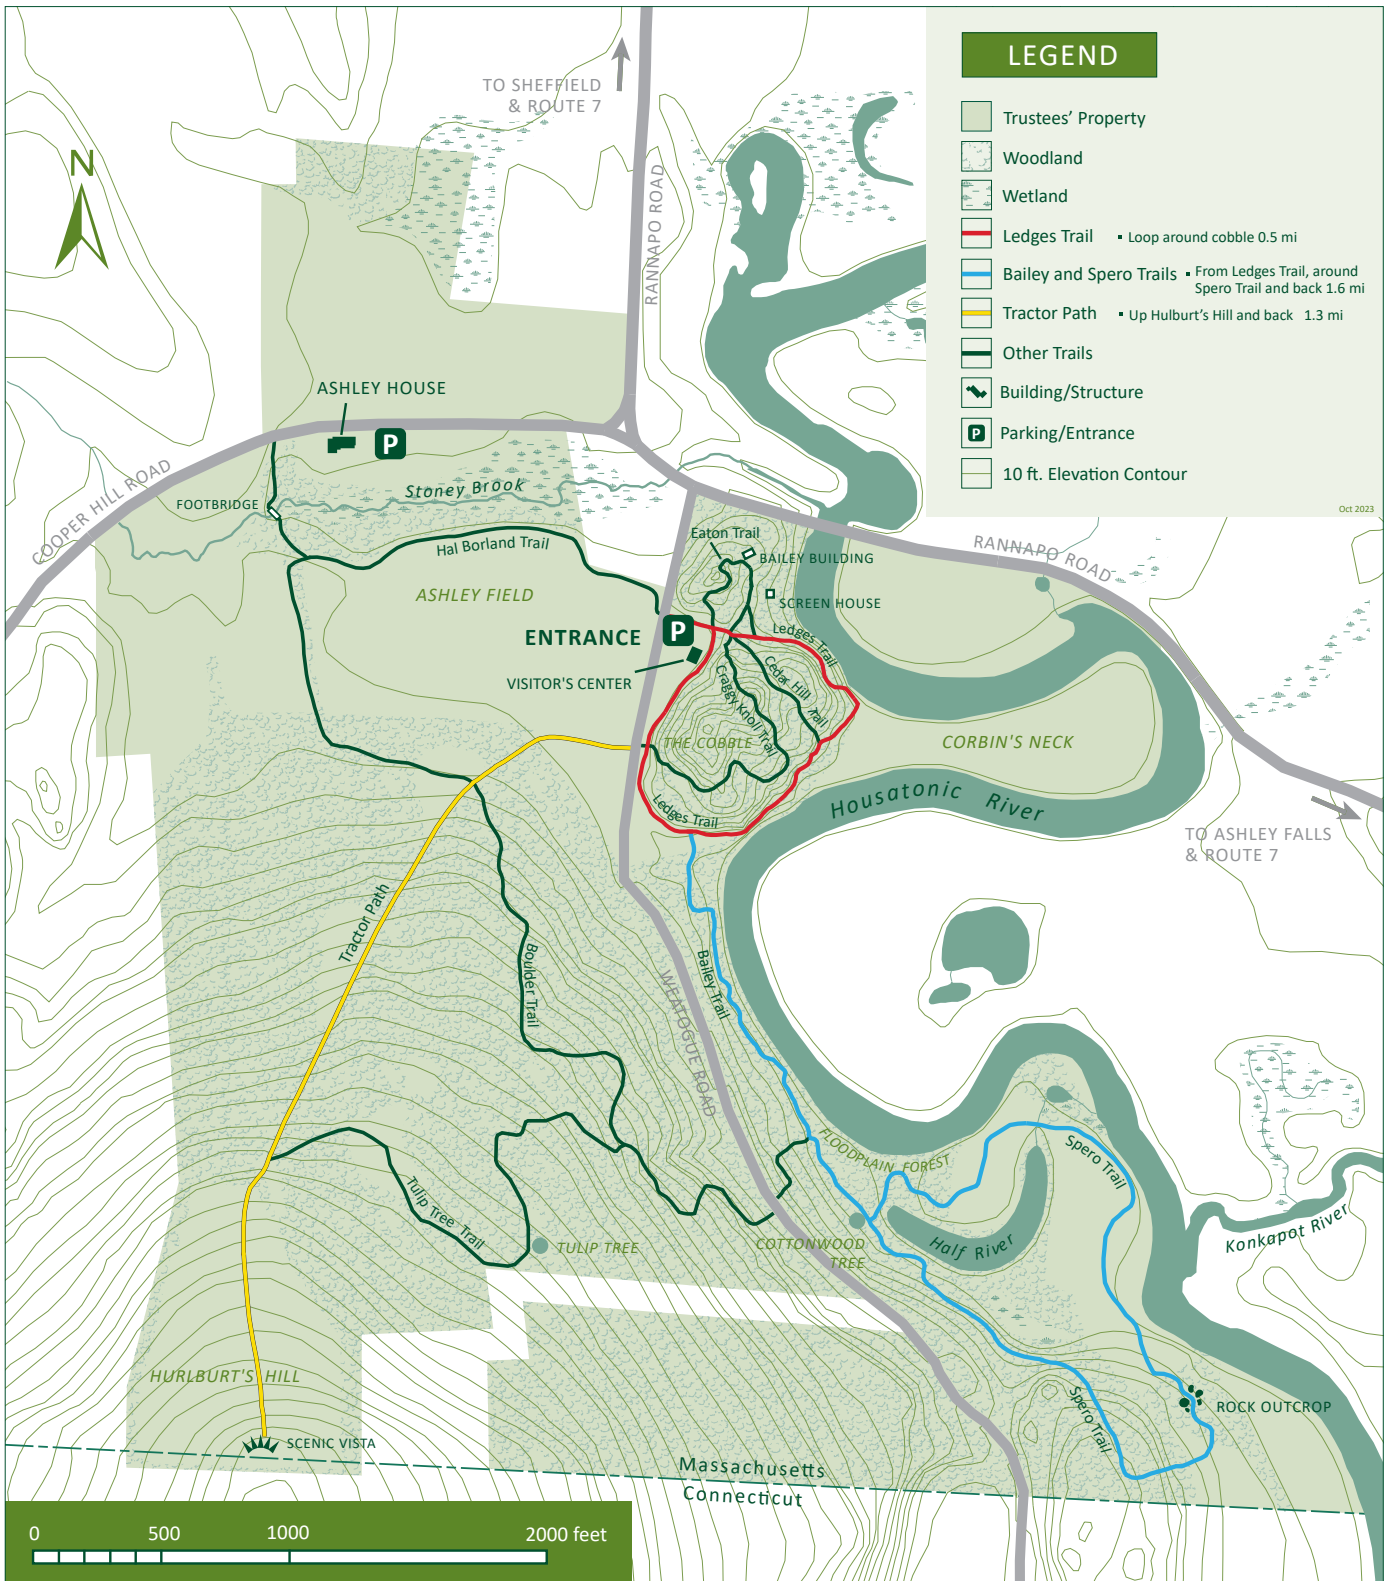 LEGEND
Trustees' Property
Woodland
Wetland
Ledges Trail ▪ Loop around cobble 0.5 mi
Bailey and Spero Trails ▪ From Ledges Trail, around
Spero Trail and back 1.6 mi
Tractor Path ▪ Up Hulburt's Hill and back 1.3 mi
Other Trails
Building/Structure
P Parking/Entrance
10 ft. Elevation Contour
Oct 2023
TO SHEFFIELD
& ROUTE 7
N
RANNAPO ROAD
ASHLEY HOUSE
P
COOPER HILL ROAD
FOOTBRIDGE
Stoney Brook
Hal Borland Trail
Eaton Trail
BAILEY BUILDING
RANNAPO ROAD
ASHLEY FIELD
SCREEN HOUSE
ENTRANCE
P
Ledges Trail
VISITOR'S CENTER
Cedar Hill Trail
Craggy Knoll Trail
THE COBBLE
CORBIN'S NECK
Housatonic River
Ledges Trail
TO ASHLEY FALLS
& ROUTE 7
Tractor Path
Boulder Trail
Bailey Trail
WEATOGUE ROAD
FLOODPLAIN FOREST
Spero Trail
Tulip Tree Trail
TULIP TREE
COTTONWOOD
TREE
Half River
Konkapot River
HURLBURT'S HILL
Spero Trail
ROCK OUTCROP
SCENIC VISTA
Massachusetts
Connecticut
0 500 1000 2000 feet